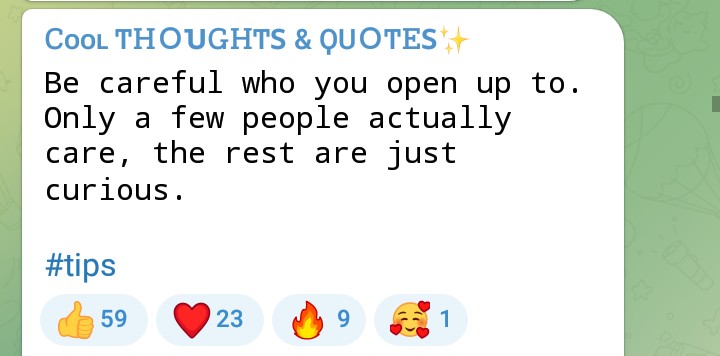 Cooʟ THOUGHTS & QUOTES✨
Be careful who you open up to.
Only a few people actually
care, the rest are just
curious.
#tips
👍 59 ❤️ 23 🔥 9 🥰 1